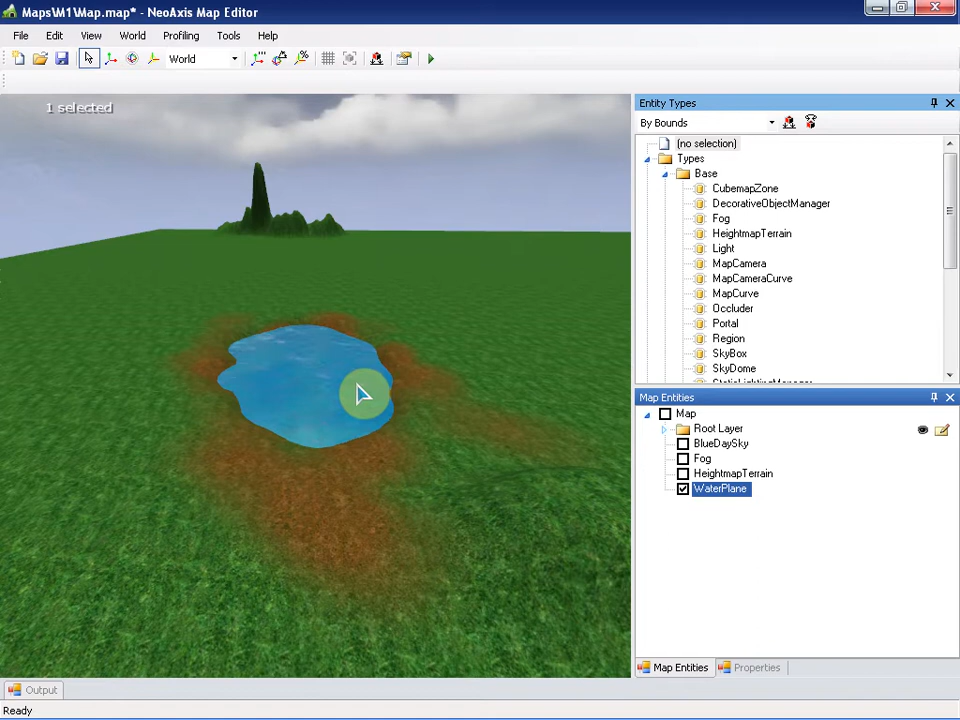 Maps\M1\Map.map* - NeoAxis Map Editor
File Edit View World Profiling Tools Help
World
1 selected
Entity Types
By Bounds
(no selection)
Types
Base
CubemapZone
DecorativeObjectManager
Fog
HeightmapTerrain
Light
MapCamera
MapCameraCurve
MapCurve
Occluder
Portal
Region
SkyBox
SkyDome
StaticLightingManager
Map Entities
Map
Root Layer
BlueDaySky
Fog
HeightmapTerrain
WaterPlane
Map Entities Properties
Output
Ready